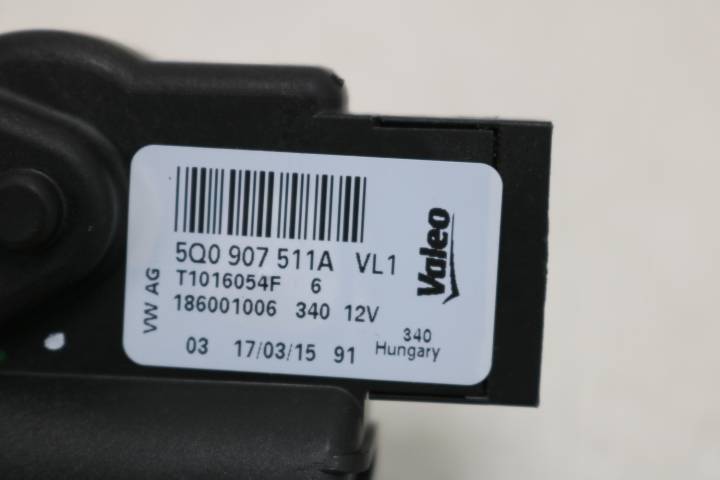 5Q0 907 511A VL1
T1016054F 6
186001006 340 12V
03 17/03/15 91
340
Hungary
VW AG
Valeo